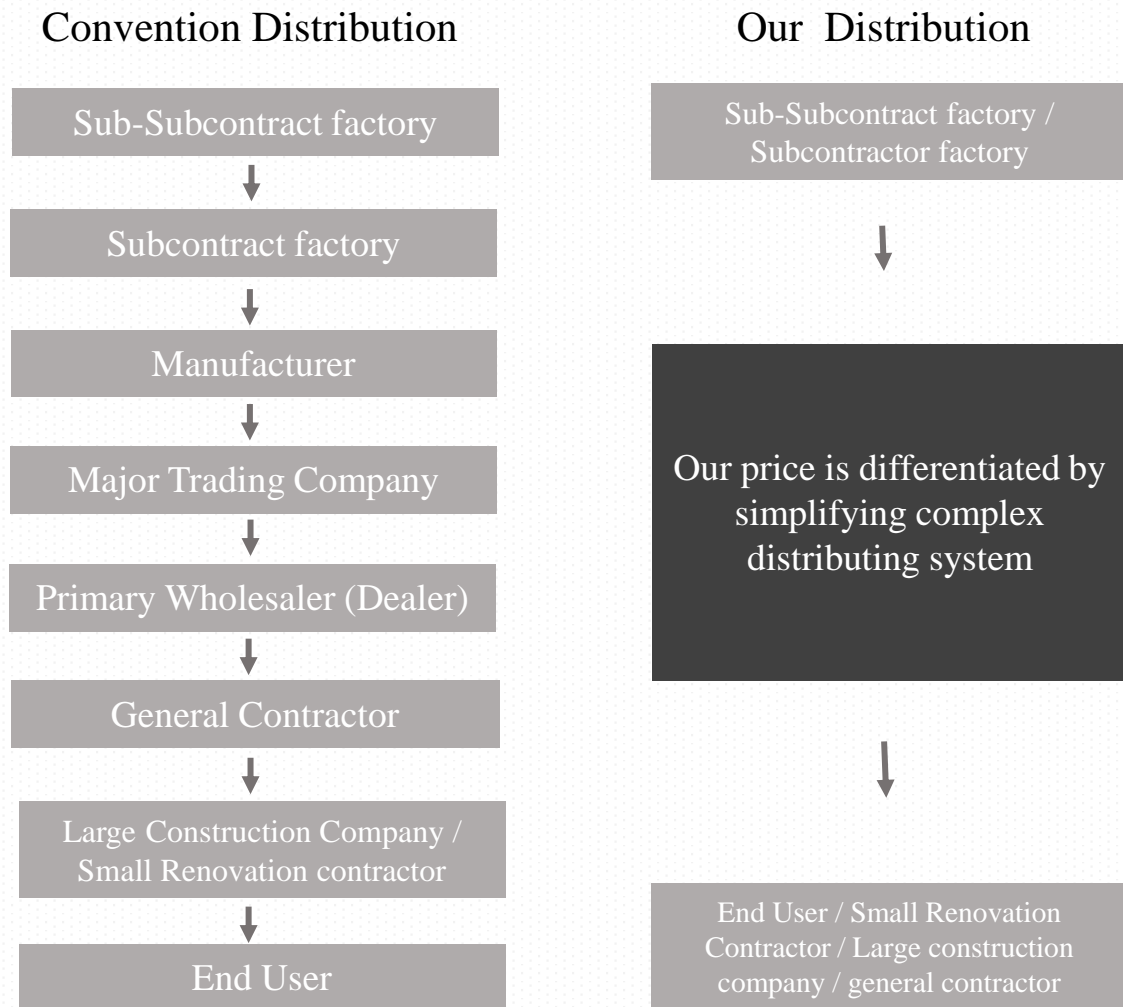 Convention Distribution
Sub-Subcontract factory
Subcontract factory
Manufacturer
Major Trading Company
Primary Wholesaler (Dealer)
General Contractor
Large Construction Company /
Small Renovation contractor
End User
Our Distribution
Sub-Subcontract factory /
Subcontractor factory
Our price is differentiated by
simplifying complex
distributing system
End User / Small Renovation
Contractor / Large construction
company / general contractor